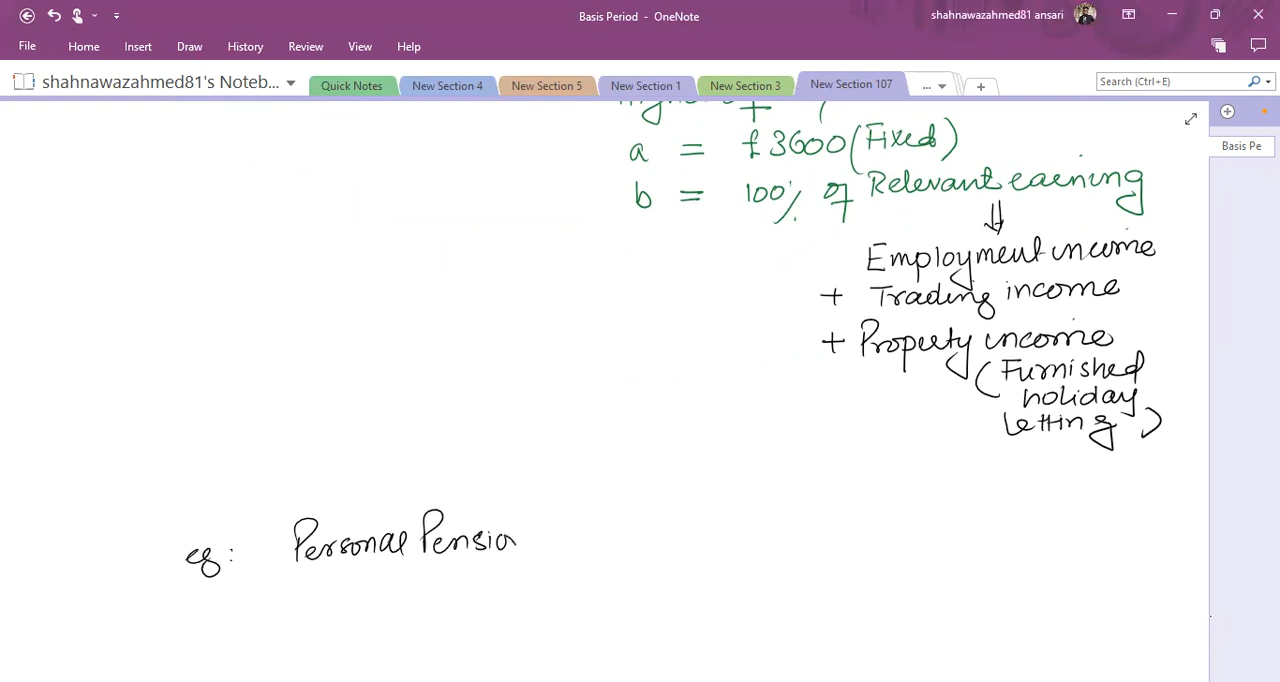 Basis Period - OneNote
shahnawazahmed81 ansari
File Home Insert Draw History Review View Help
shahnawazahmed81's Noteb... Quick Notes New Section 4 New Section 5 New Section 1 New Section 3 New Section 107 ... + Search (Ctrl+E)
Basis Pe
a = £3600 (Fixed)
b = 100% of Relevant earning
⇓
Employment income
+ Trading income
+ Property income
(Furnished
holiday
letting)
eg: Personal Pensio